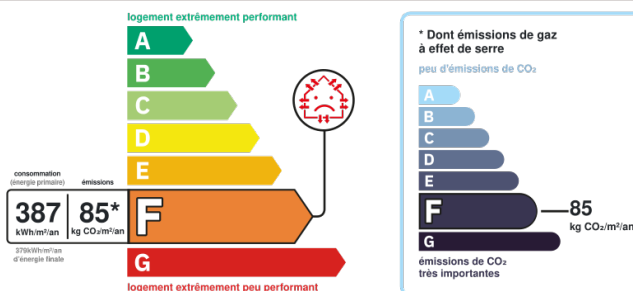 logement extrêmement performant
A
B
C
D
E
consommation
(énergie primaire)
émissions
387
kWh/m²/an
85*
kg CO₂/m²/an
F
379kWh/m²/an
d'énergie finale
G
logement extrêmement peu performant
* Dont émissions de gaz
à effet de serre
peu d'émissions de CO₂
A
B
C
D
E
F
85
kg CO₂/m²/an
G
émissions de CO₂
très importantes